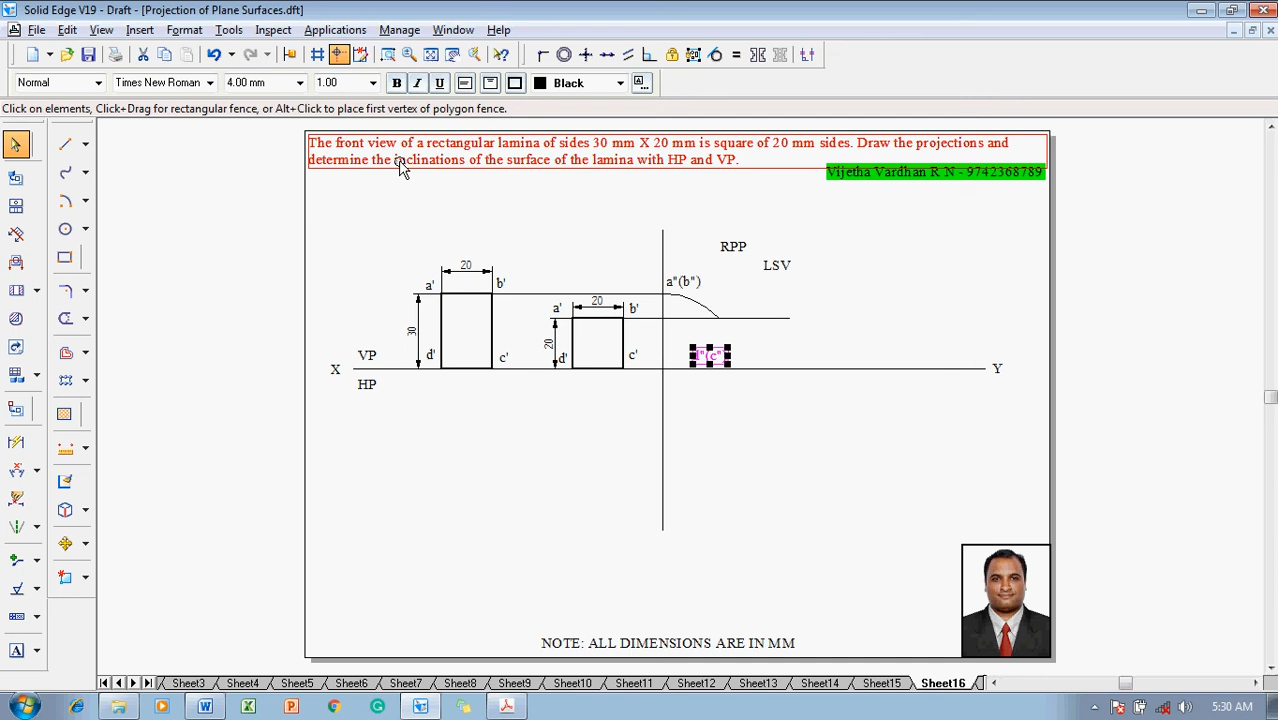 Solid Edge V19 - Draft - [Projection of Plane Surfaces.dft]
File Edit View Insert Format Tools Inspect Applications Manage Window Help
Normal Times New Roman 4.00 mm 1.00 B I U Black A
Click on elements, Click+Drag for rectangular fence, or Alt+Click to place first vertex of polygon fence.
The front view of a rectangular lamina of sides 30 mm X 20 mm is square of 20 mm sides. Draw the projections and
determine the inclinations of the surface of the lamina with HP and VP.
Vijetha Vardhan R N - 9742368789
RPP
LSV
20
a' b' a"(b")
20
a' b'
30
20
VP d' c' d' c'
X Y
HP
NOTE: ALL DIMENSIONS ARE IN MM
A
Sheet3 Sheet4 Sheet5 Sheet6 Sheet7 Sheet8 Sheet9 Sheet10 Sheet11 Sheet12 Sheet13 Sheet14 Sheet15 Sheet16
5:30 AM